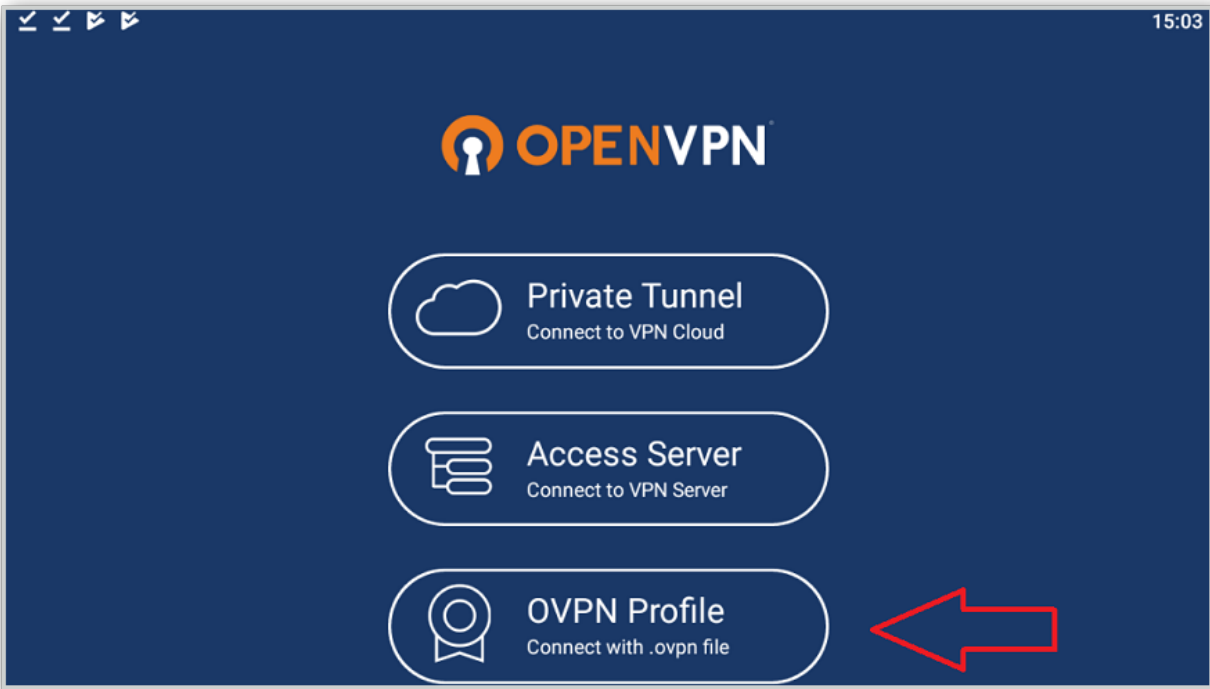 15:03
OPENVPN
Private Tunnel
Connect to VPN Cloud
Access Server
Connect to VPN Server
OVPN Profile
Connect with .ovpn file